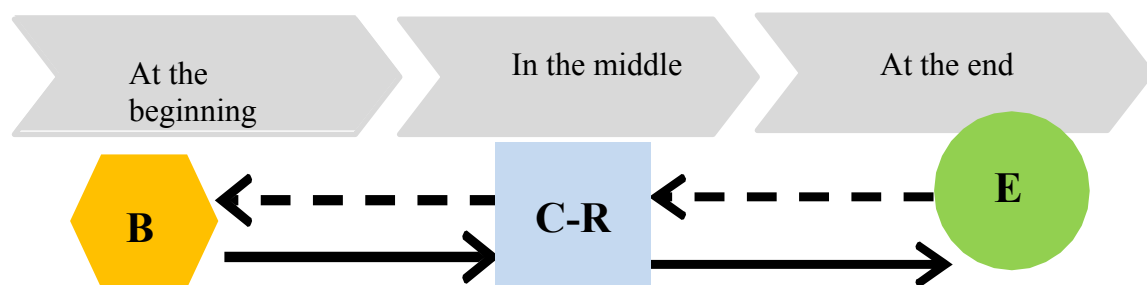 At the
beginning
In the middle
At the end
B
C-R
E